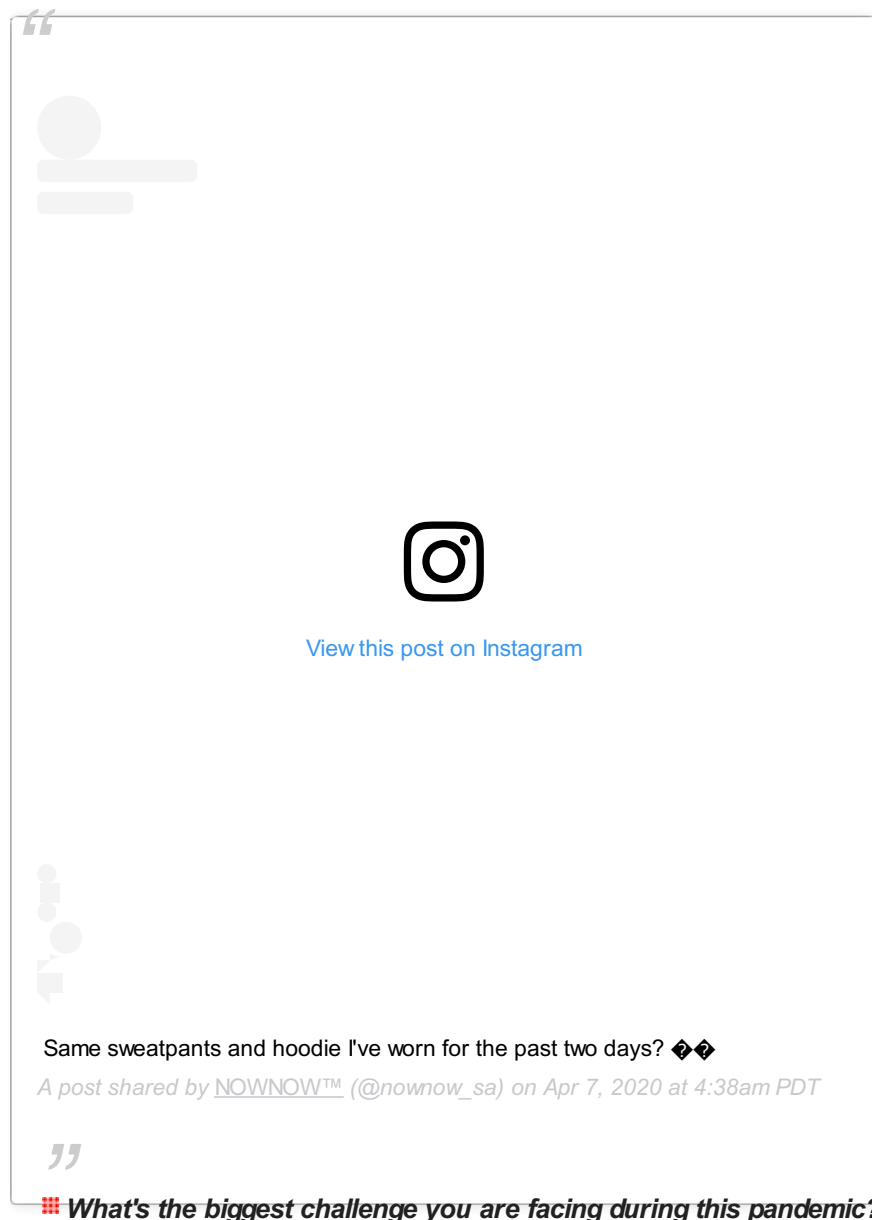 “
View this post on Instagram
Same sweatpants and hoodie I've worn for the past two days? ��
A post shared by NOWNOW™ (@nownow_sa) on Apr 7, 2020 at 4:38am PDT
”
What's the biggest challenge you are facing during this pandemic?